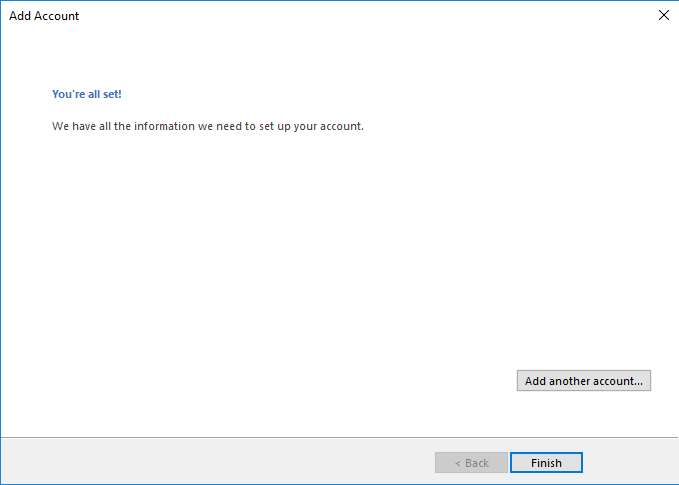 Add Account
You're all set!
We have all the information we need to set up your account.
Add another account...
< Back
Finish